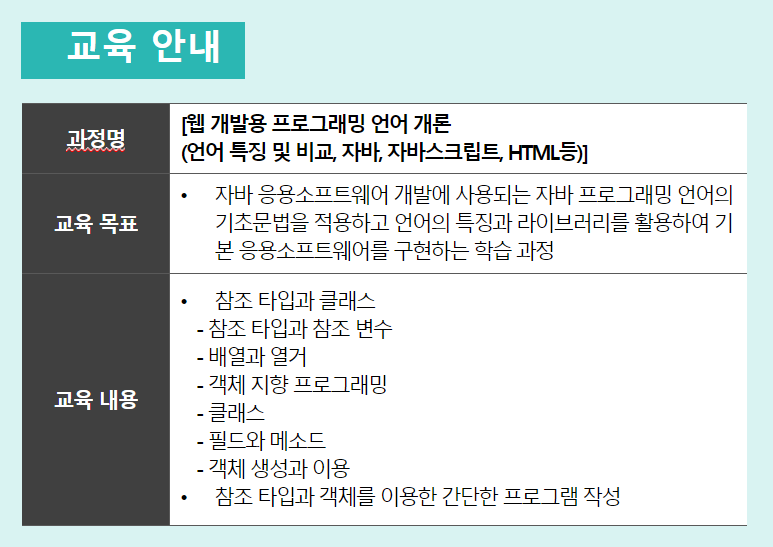 교육 안내
과정명
[웹 개발용 프로그래밍 언어 개론
(언어 특징 및 비교, 자바, 자바스크립트, HTML등)]
교육 목표
• 자바 응용소프트웨어 개발에 사용되는 자바 프로그래밍 언어의
기초문법을 적용하고 언어의 특징과 라이브러리를 활용하여 기
본 응용소프트웨어를 구현하는 학습 과정
교육 내용
• 참조 타입과 클래스
- 참조 타입과 참조 변수
- 배열과 열거
- 객체 지향 프로그래밍
- 클래스
- 필드와 메소드
- 객체 생성과 이용
• 참조 타입과 객체를 이용한 간단한 프로그램 작성